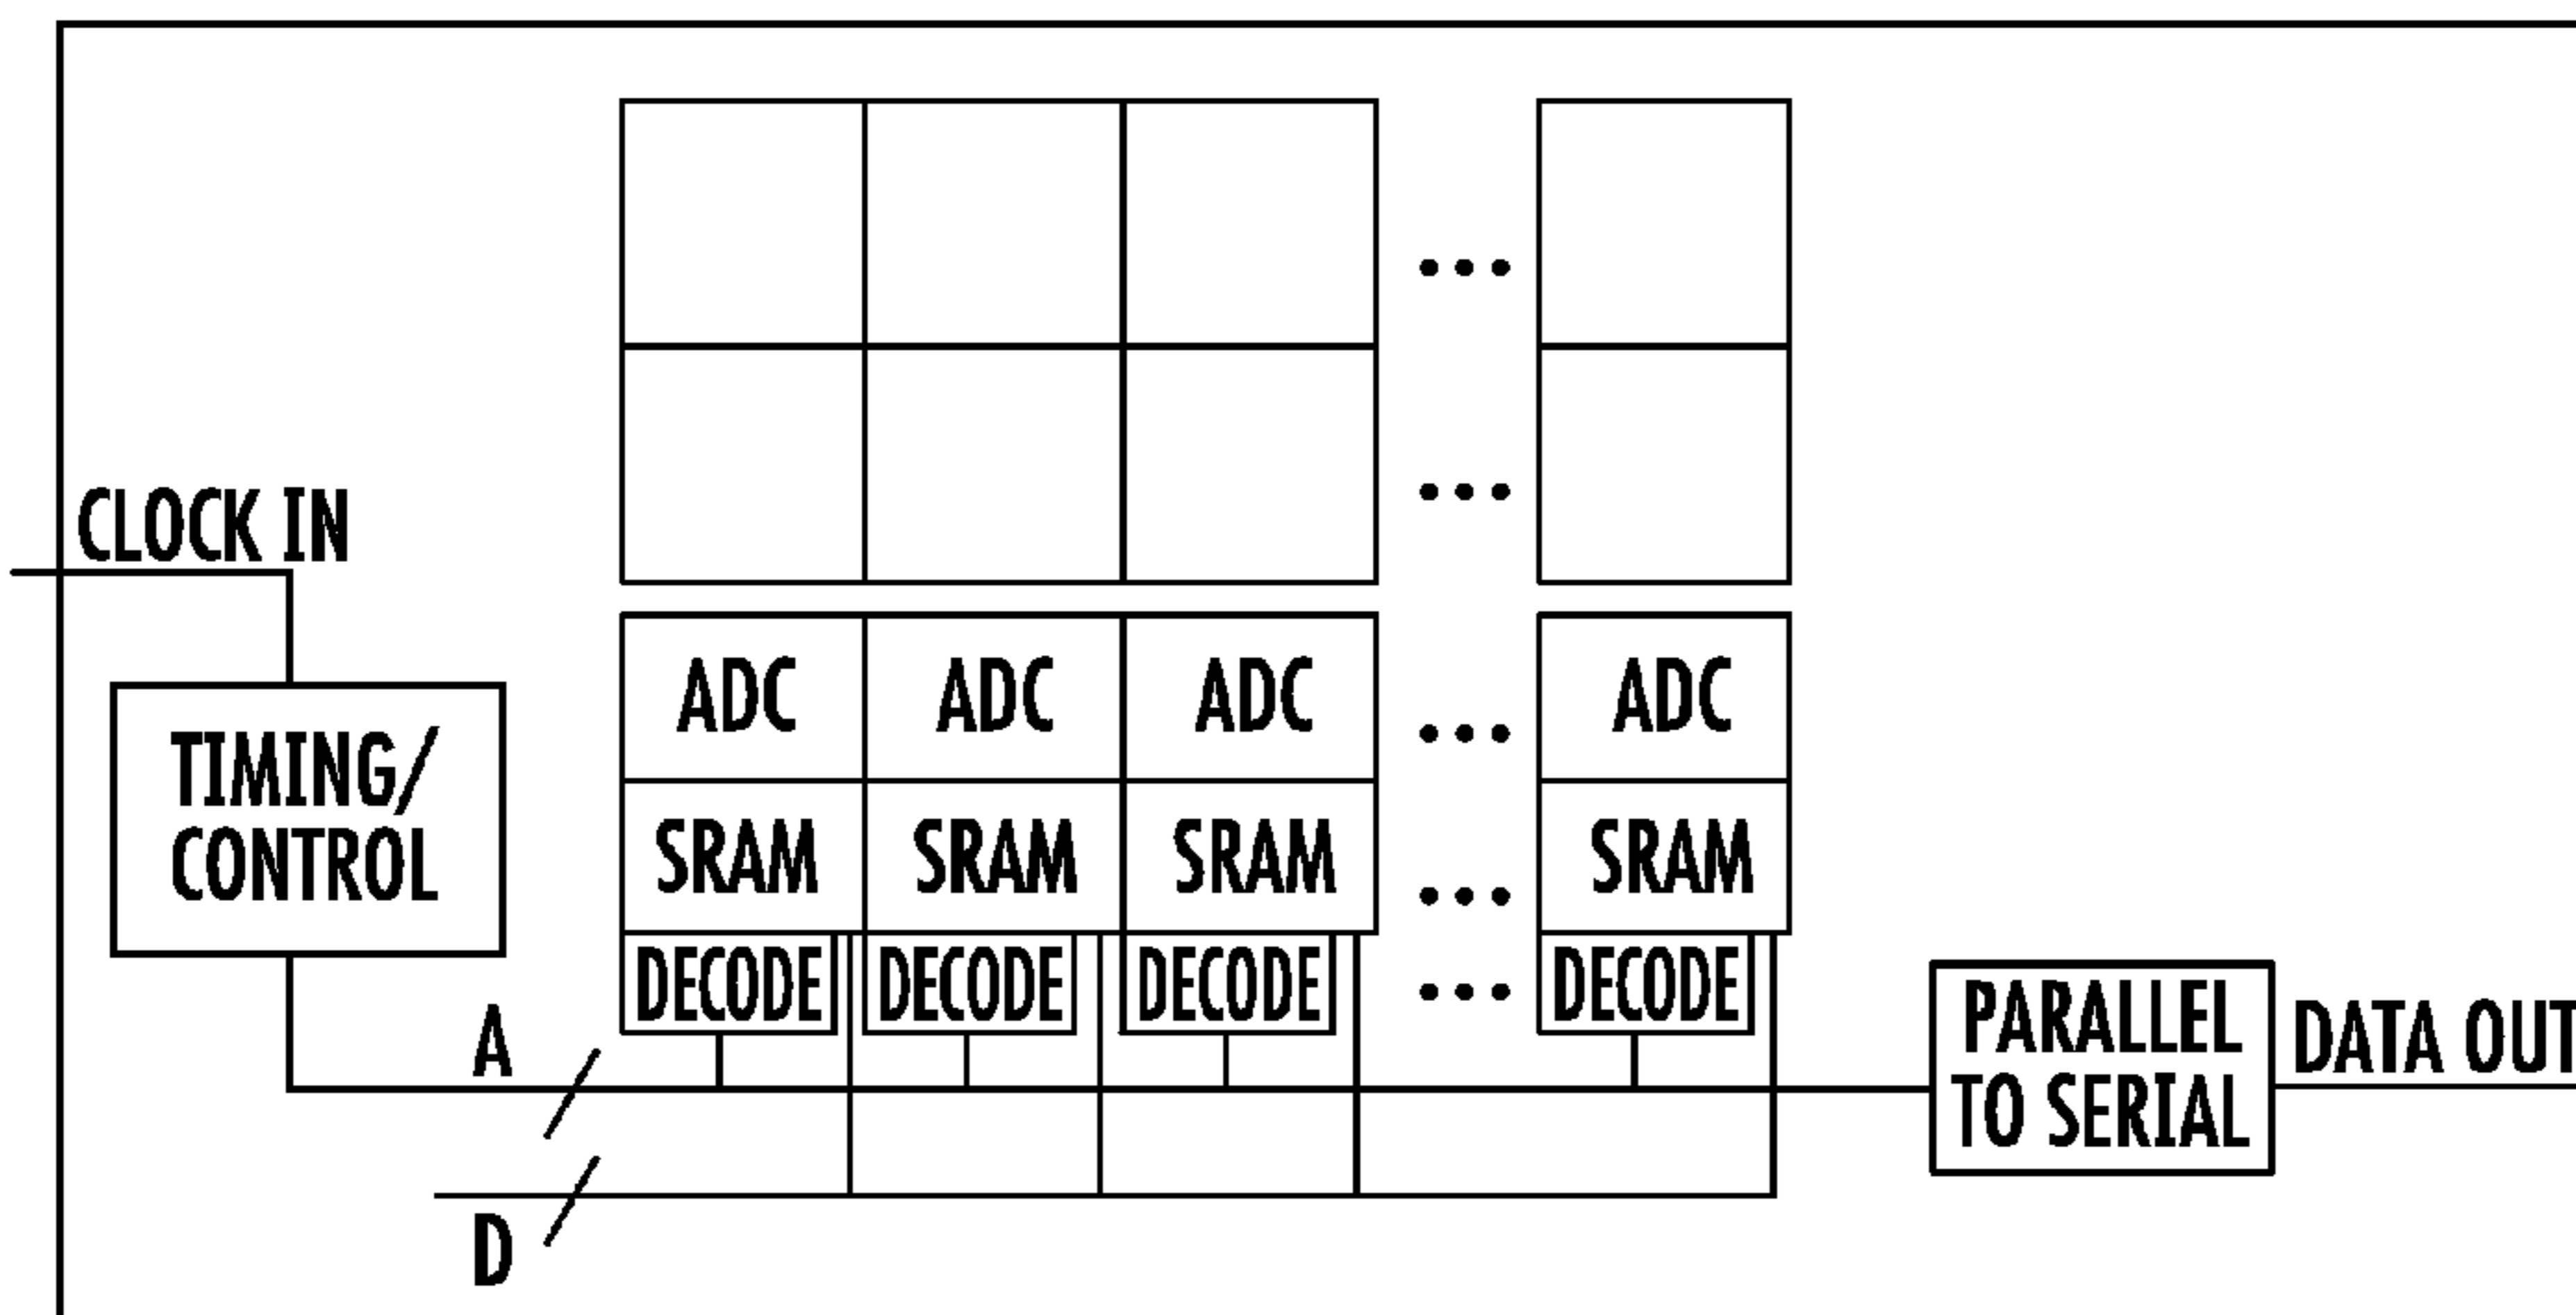 CLOCK IN
TIMING/
CONTROL
ADC ADC ADC ... ADC
SRAM SRAM SRAM ... SRAM
DECODE DECODE DECODE ... DECODE
A
D
PARALLEL
TO SERIAL
DATA OUT